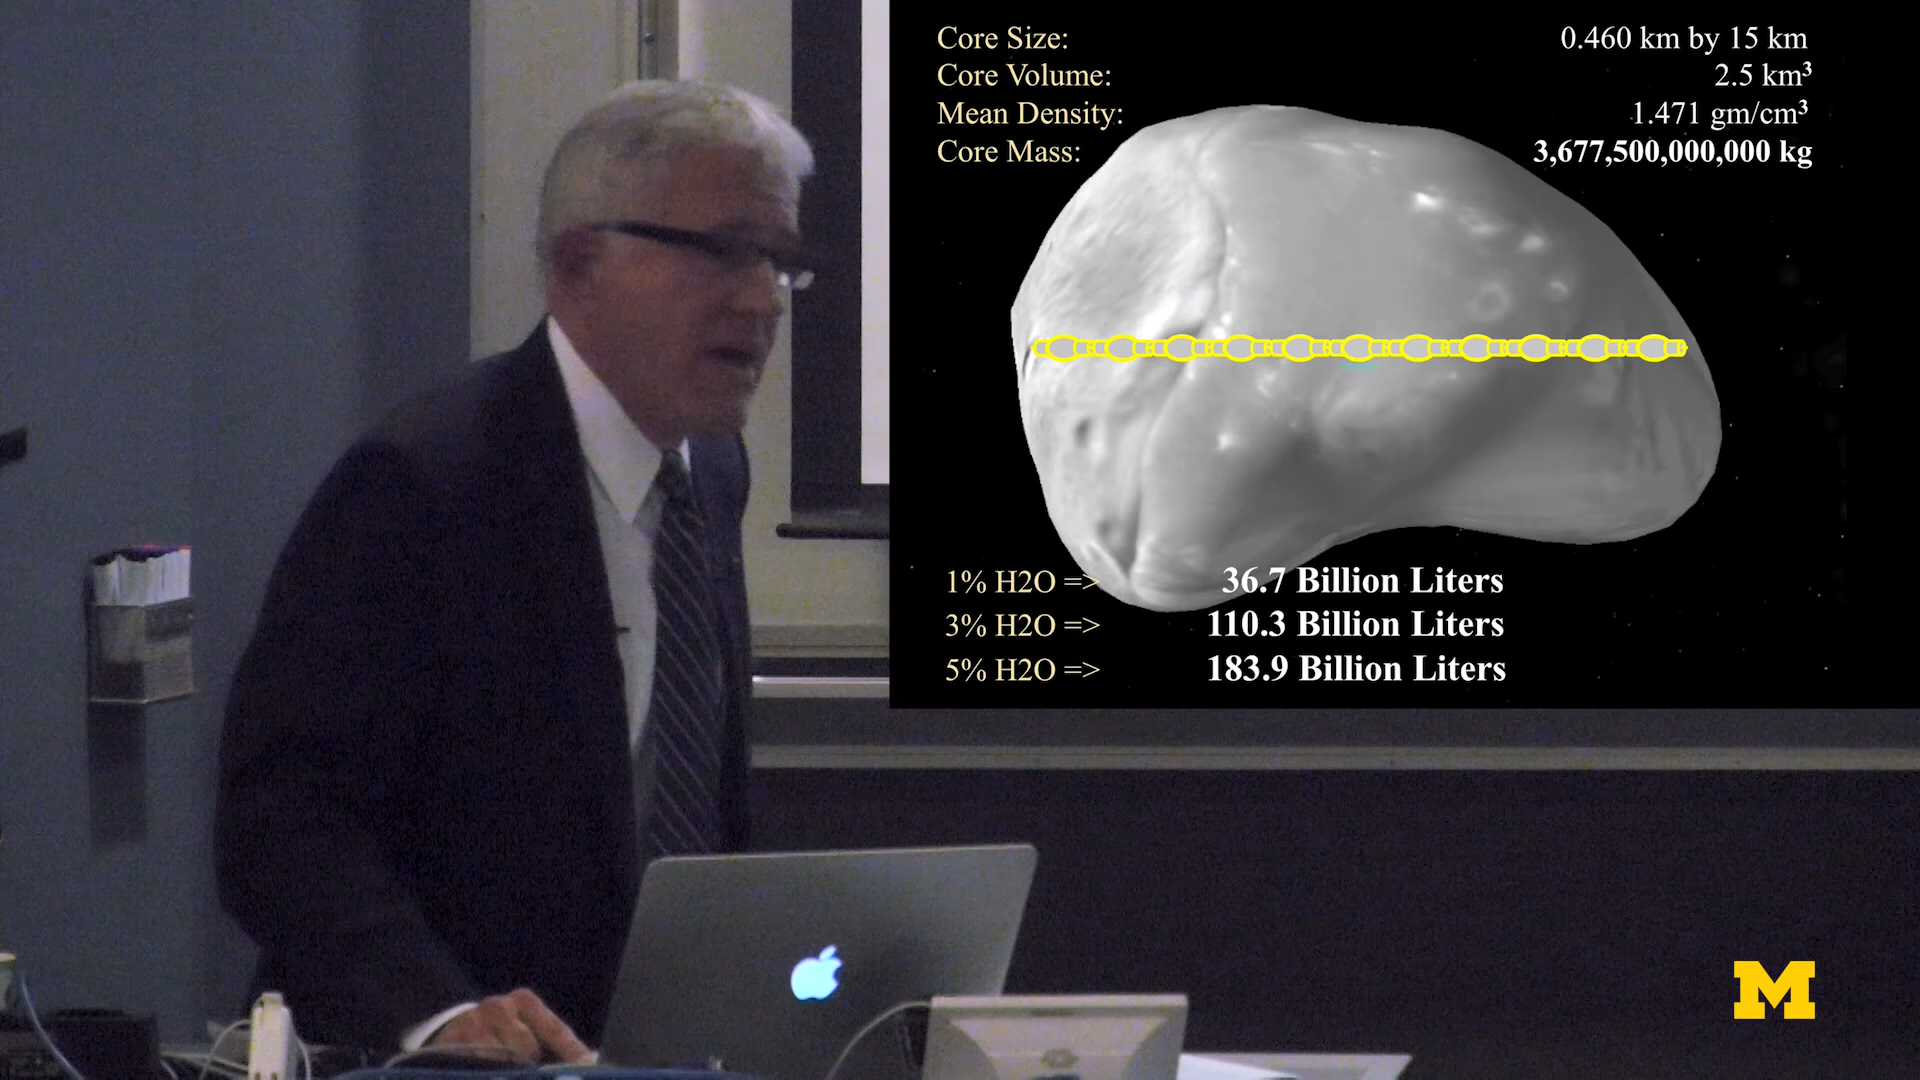 Core Size: 0.460 km by 15 km
Core Volume: 2.5 km³
Mean Density: 1.471 gm/cm³
Core Mass: 3,677,500,000,000 kg
1% H2O => 36.7 Billion Liters
3% H2O => 110.3 Billion Liters
5% H2O => 183.9 Billion Liters
M